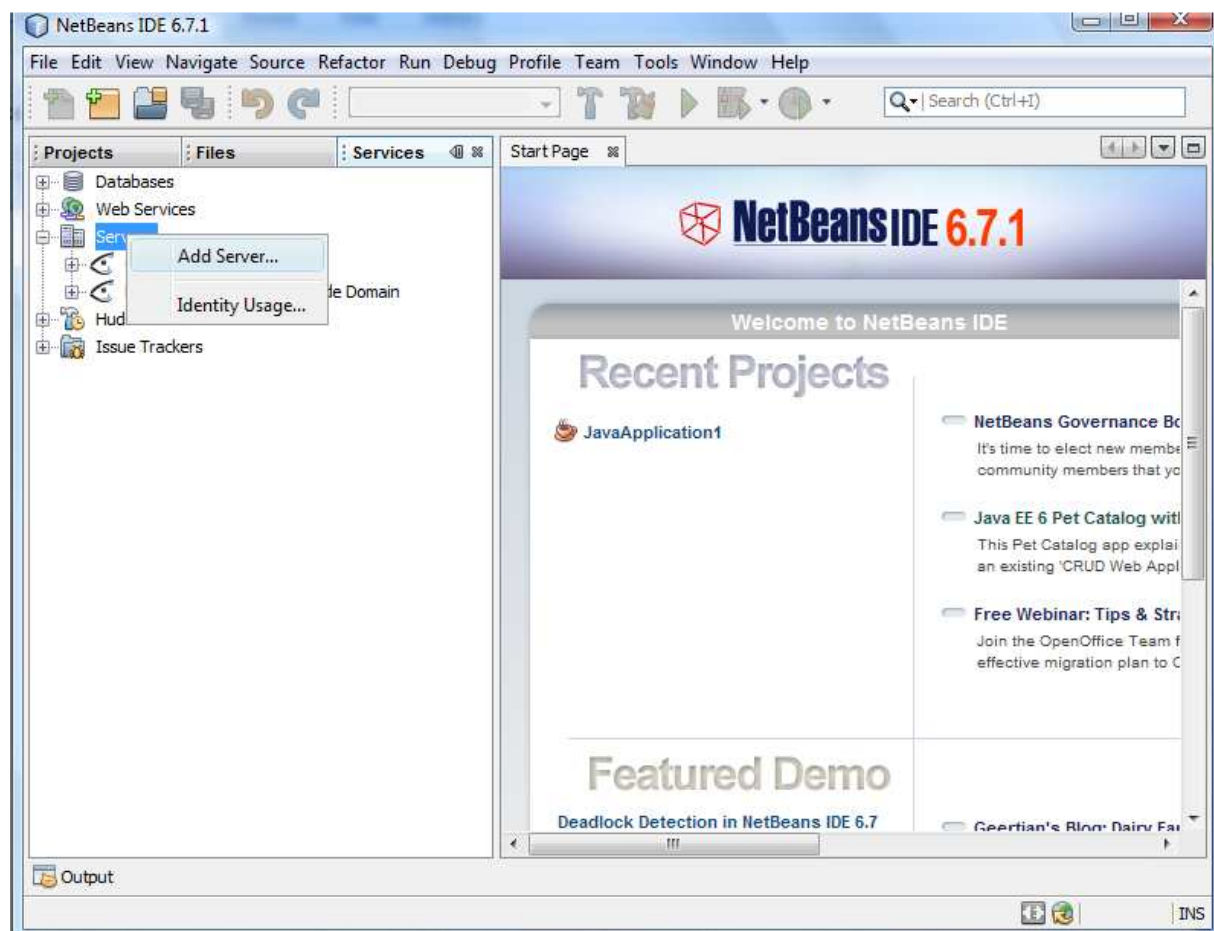 NetBeans IDE 6.7.1
File Edit View Navigate Source Refactor Run Debug Profile Team Tools Window Help
Search (Ctrl+I)
Projects Files Services
Start Page
Databases
Web Services
Serv
Add Server...
Identity Usage...
de Domain
Hud
Issue Trackers
NetBeans IDE 6.7.1
Welcome to NetBeans IDE
Recent Projects
JavaApplication1
NetBeans Governance Bo
It's time to elect new membe
community members that yo
Java EE 6 Pet Catalog with
This Pet Catalog app explai
an existing 'CRUD Web Appl
Free Webinar: Tips & Stra
Join the OpenOffice Team f
effective migration plan to O
Featured Demo
Deadlock Detection in NetBeans IDE 6.7
Geertjan's Blog: Dairy Far
Output
INS